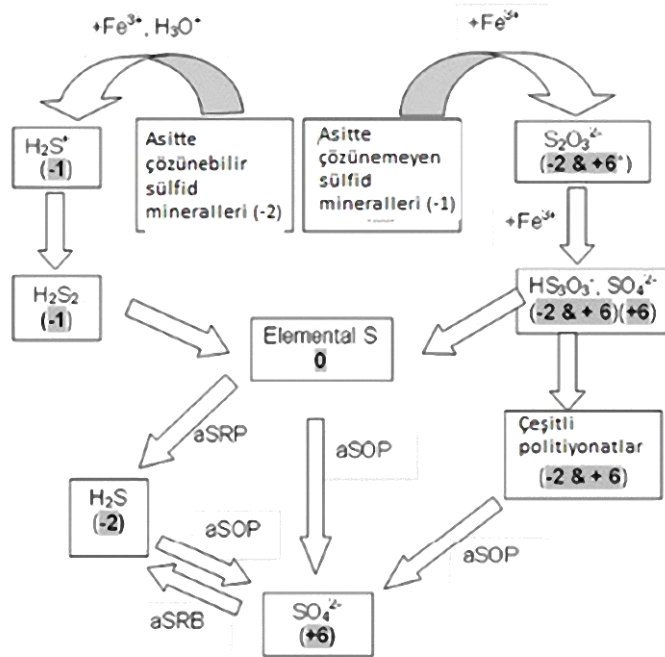 +Fe³⁺, H₃O⁺
+Fe³⁺
H₂S⁺
(-1)
Asitte
çözünebilir
sülfid
mineralleri (-2)
Asitte
çözünemeyen
sülfid
mineralleri (-1)
S₂O₃²⁻
(-2 & +6⁺)
+Fe³⁺
H₂S₂
(-1)
HS₃O₃⁻, SO₄²⁻
(-2 & + 6)(+6)
Elemental S
0
aSRP
aSOP
Çeşitli
politiyonatlar
(-2 & + 6)
H₂S
(-2)
aSOP
aSOP
aSRB
SO₄²⁻
(+6)